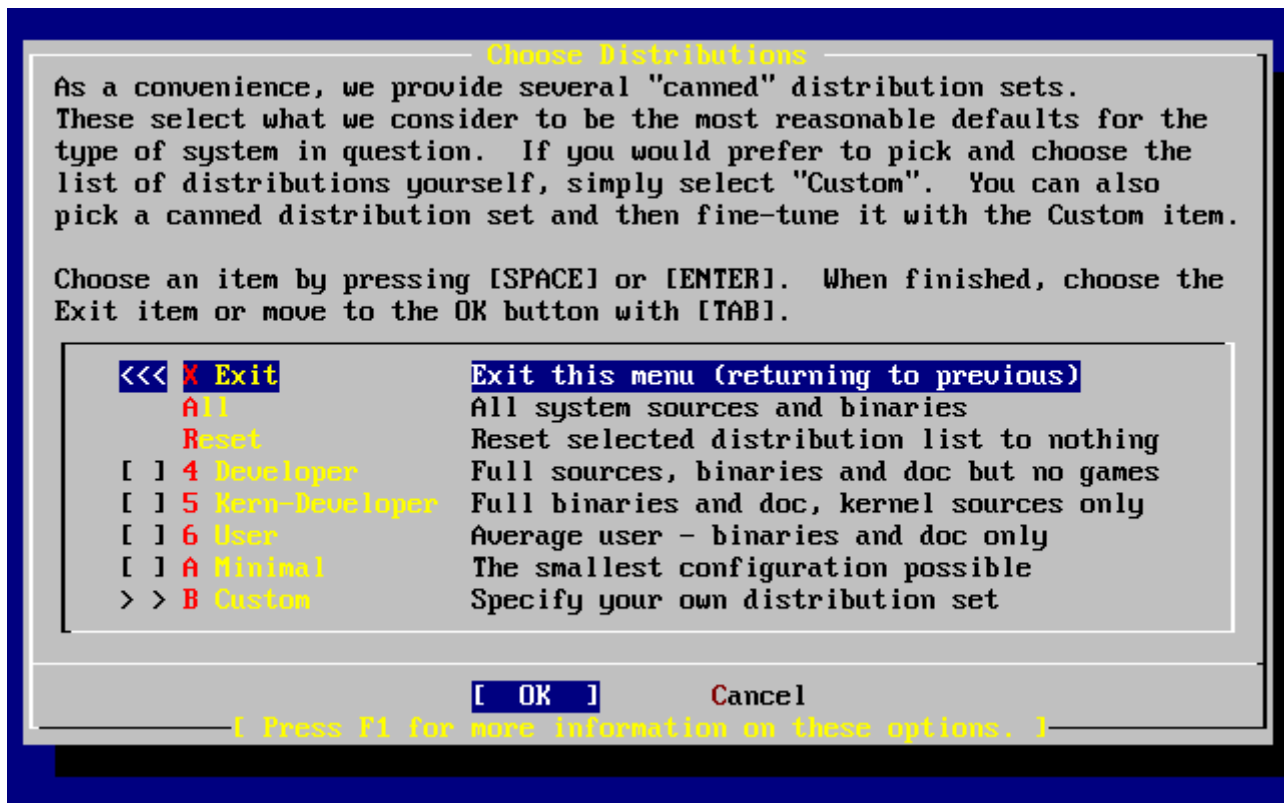 Choose Distributions
As a convenience, we provide several "canned" distribution sets.
These select what we consider to be the most reasonable defaults for the
type of system in question.  If you would prefer to pick and choose the
list of distributions yourself, simply select "Custom".  You can also
pick a canned distribution set and then fine-tune it with the Custom item.
Choose an item by pressing [SPACE] or [ENTER].  When finished, choose the
Exit item or move to the OK button with [TAB].
<<< X Exit Exit this menu (returning to previous)
All All system sources and binaries
Reset Reset selected distribution list to nothing
[ ] 4 Developer Full sources, binaries and doc but no games
[ ] 5 Kern-Developer Full binaries and doc, kernel sources only
[ ] 6 User Average user - binaries and doc only
[ ] A Minimal The smallest configuration possible
> > B Custom Specify your own distribution set
[ OK ] Cancel
[ Press F1 for more information on these options. ]